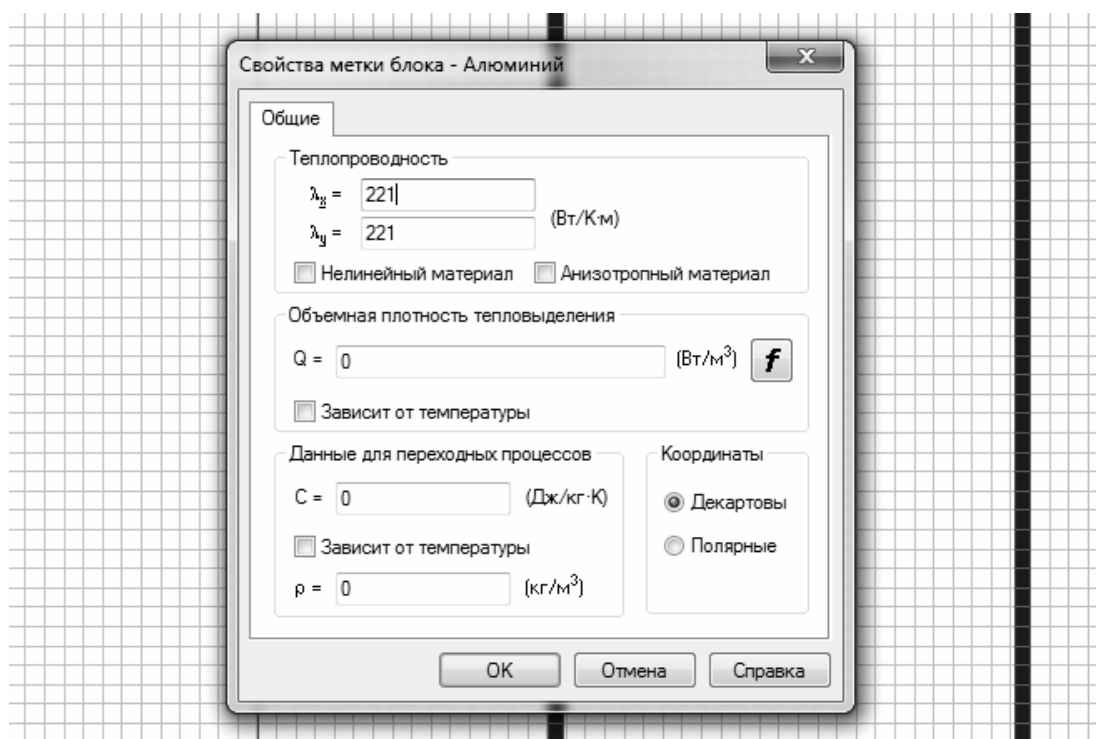 Свойства метки блока - Алюминий
x
Общие
Теплопроводность
λx = 221
(Вт/К·м)
λy = 221
Нелинейный материал Анизотропный материал
Объемная плотность тепловыделения
Q = 0 (Вт/м³) f
Зависит от температуры
Данные для переходных процессов
C = 0 (Дж/кг·К)
Зависит от температуры
ρ = 0 (кг/м³)
Координаты
Декартовы
Полярные
OK Отмена Справка